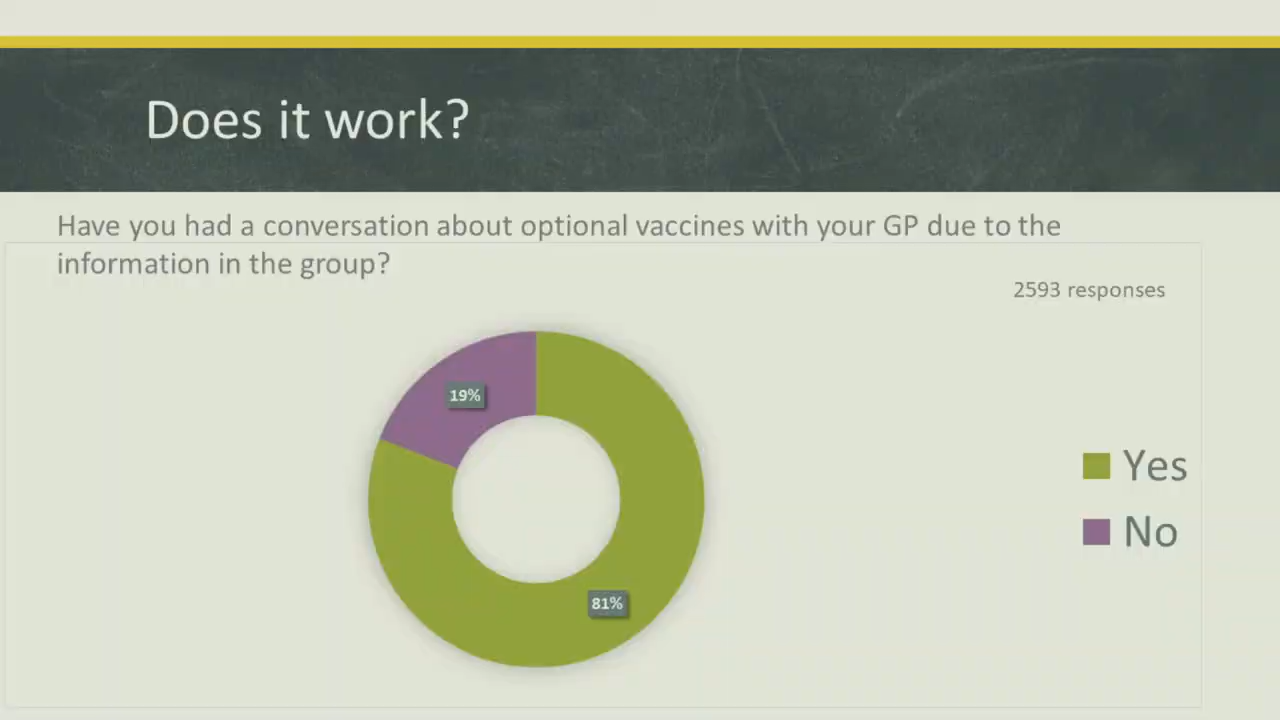 Does it work?
Have you had a conversation about optional vaccines with your GP due to the
information in the group?
2593 responses
19%
Yes
No
81%